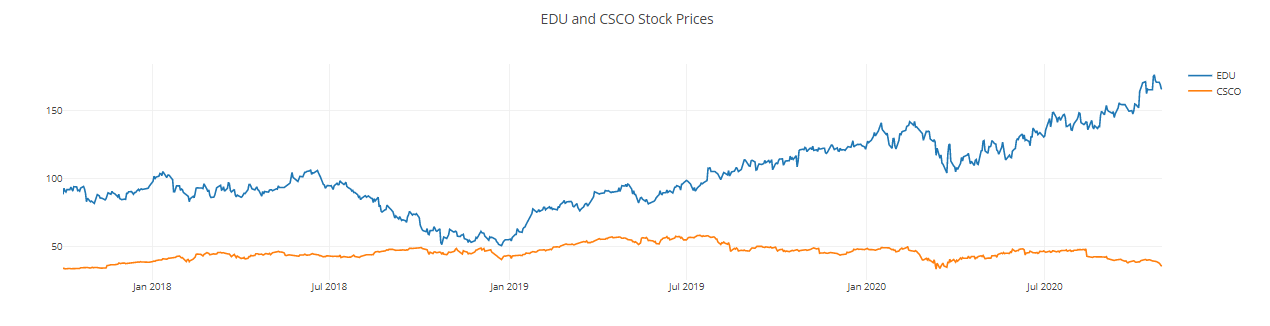 EDU and CSCO Stock Prices
EDU
CSCO
150
100
50
Jan 2018
Jul 2018
Jan 2019
Jul 2019
Jan 2020
Jul 2020